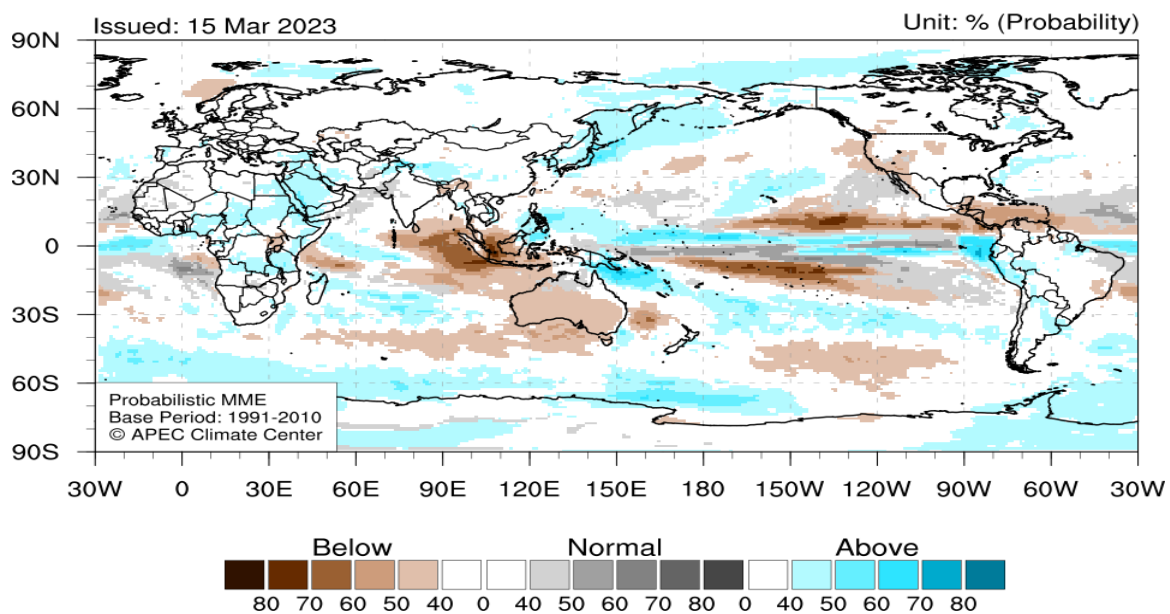 Issued: 15 Mar 2023 Unit: % (Probability)
90N
60N
30N
0
30S
60S
90S
Probabilistic MME
Base Period: 1991-2010
© APEC Climate Center
30W 0 30E 60E 90E 120E 150E 180 150W 120W 90W 60W 30W
Below Normal Above
80 70 60 50 40 0 40 50 60 70 80 0 40 50 60 70 80